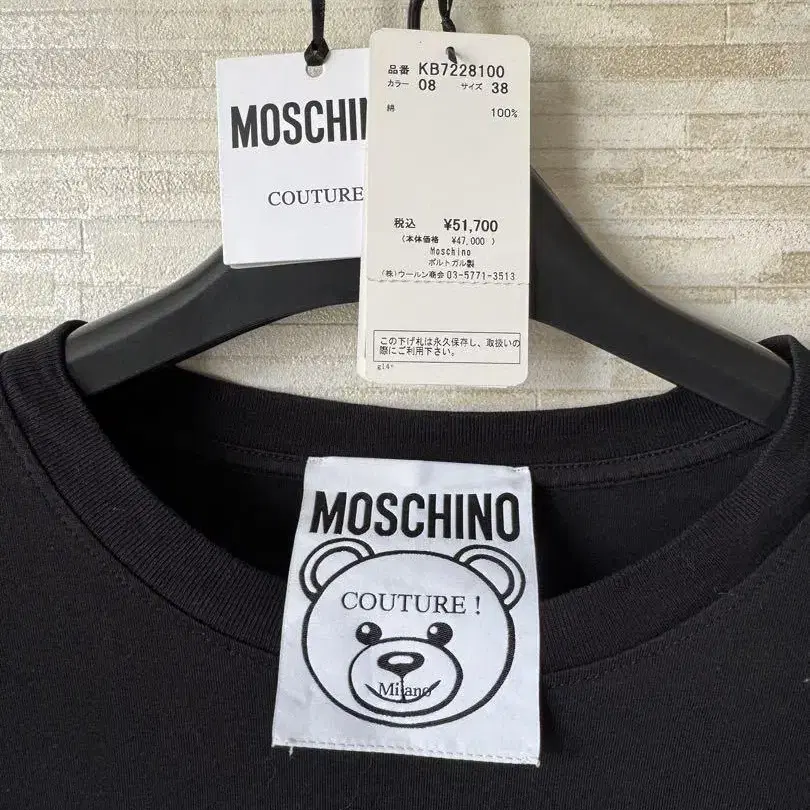 MOSCHI
COUTURE
品番 KB7228100
カラー 08 サイズ 38
綿 100%
税込 ¥51,700
(本体価格 ¥47,000 )
Moschino
ポルトガル製
(株)ウールン商会 03-5771-3513
この下げ札は永久保存し、取扱いの
際にご利用下さい。
g14*
MOSCHINO
COUTURE !
Milano